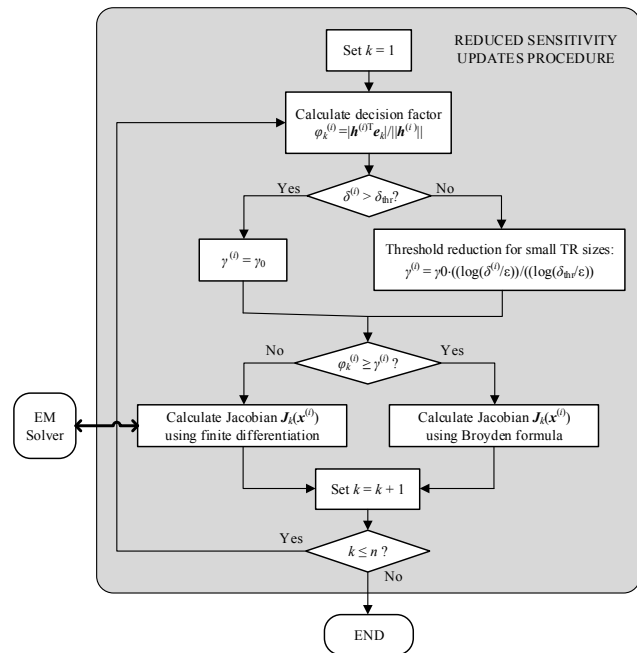 REDUCED SENSITIVITY
UPDATES PROCEDURE
Set k = 1
Calculate decision factor
φk(i) =|h(i)Tek|/||h(i)||
Yes
δ(i) > δthr?
No
γ(i) = γ0
Threshold reduction for small TR sizes:
γ(i) = γ0·((log(δ(i)/ε))/((log(δthr/ε))
No
φk(i) ≥ γ(i) ?
Yes
EM
Solver
Calculate Jacobian Jk(x(i))
using finite differentiation
Calculate Jacobian Jk(x(i))
using Broyden formula
Set k = k + 1
Yes
k ≤ n ?
No
END